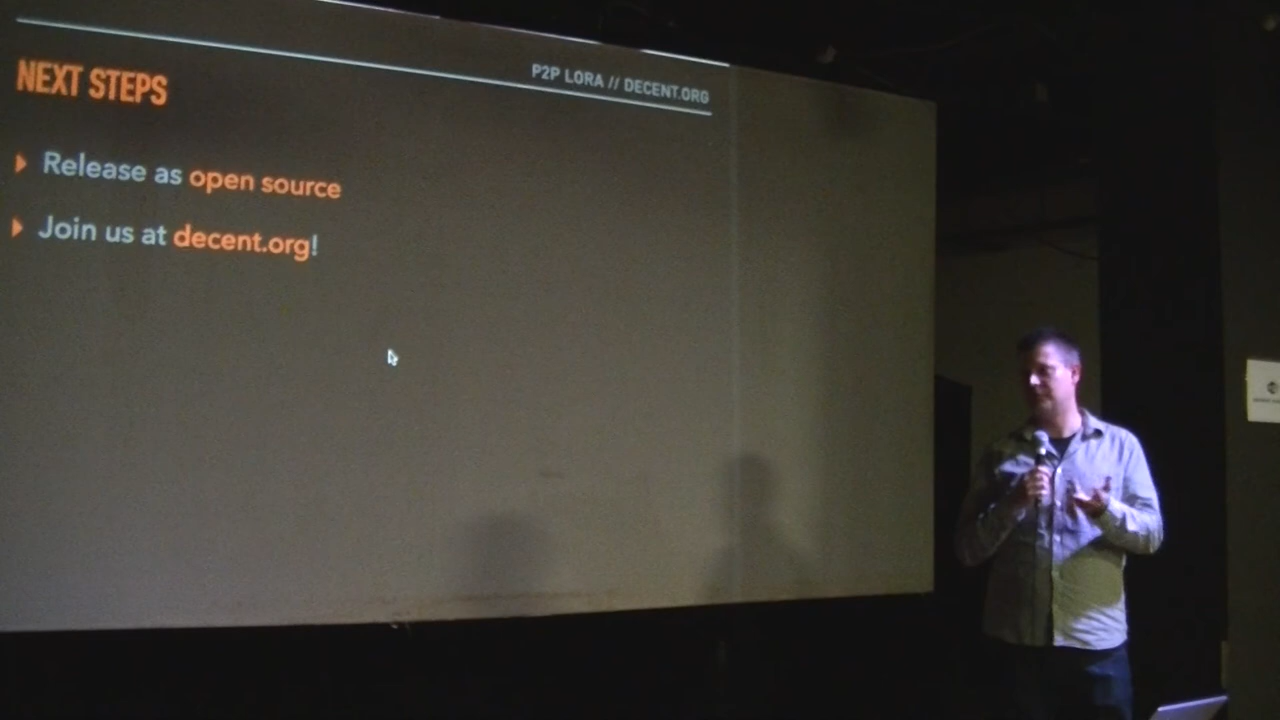 P2P LORA // DECENT.ORG
NEXT STEPS
Release as open source
Join us at decent.org!